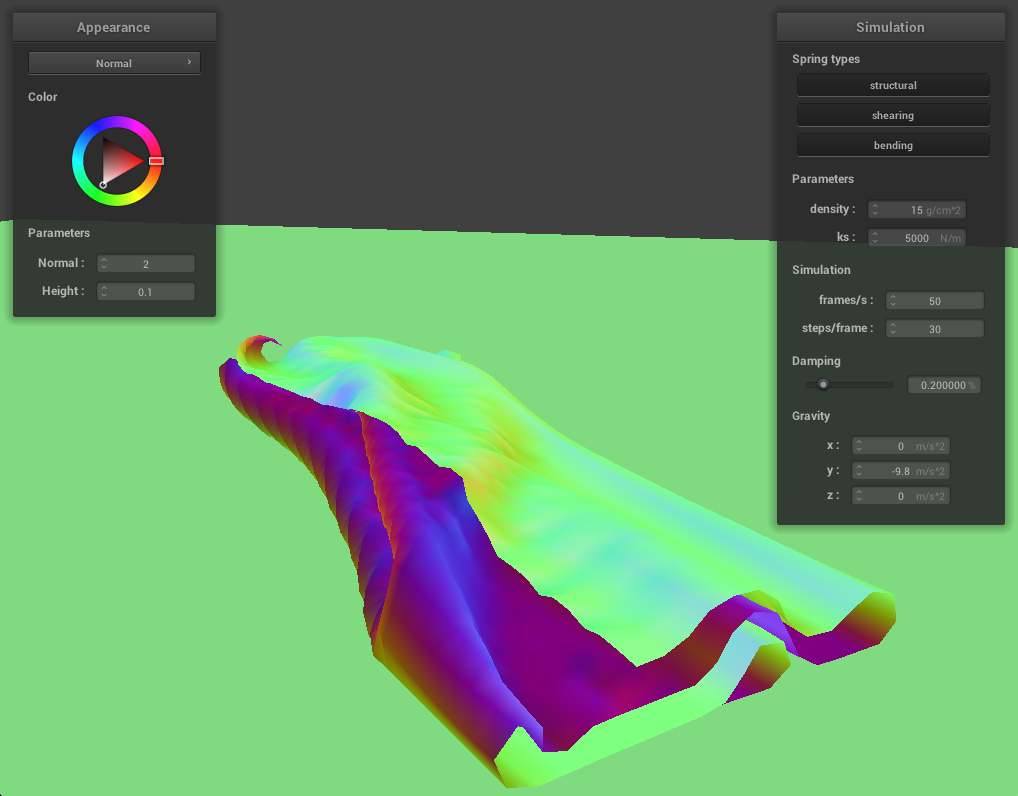 Appearance
Normal
Color
Parameters
Normal : 2
Height : 0.1
Simulation
Spring types
structural
shearing
bending
Parameters
density : 15 g/cm^2
ks : 5000 N/m
Simulation
frames/s : 50
steps/frame : 30
Damping
0.200000 %
Gravity
x : 0 m/s^2
y : -9.8 m/s^2
z : 0 m/s^2